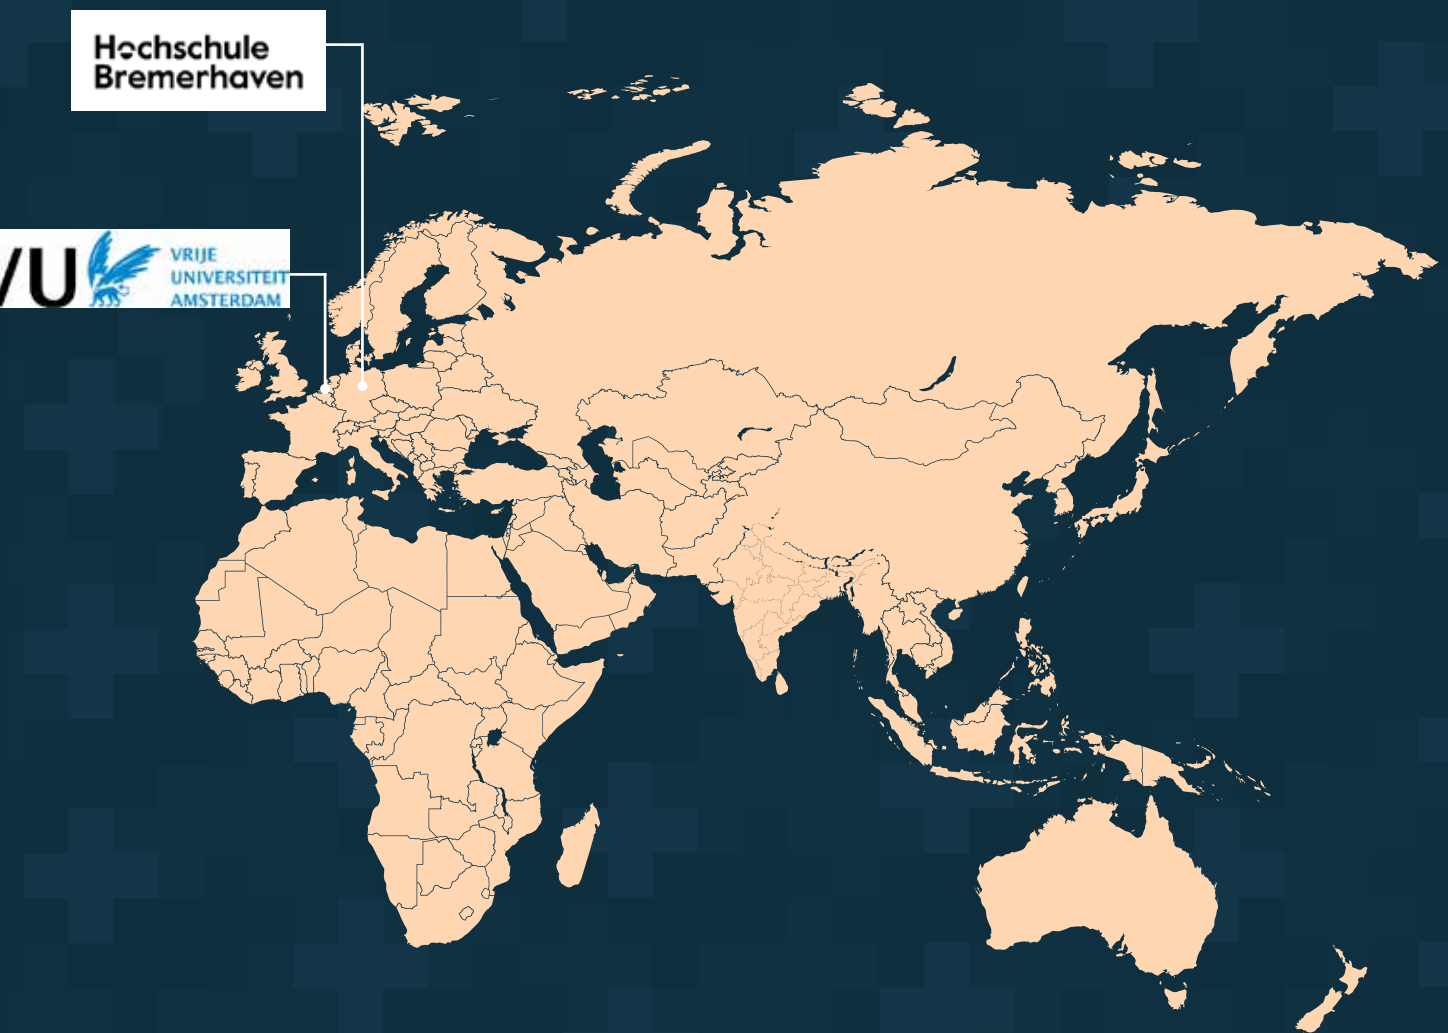 Hochschule
Bremerhaven
VU
VRIJE
UNIVERSITEIT
AMSTERDAM